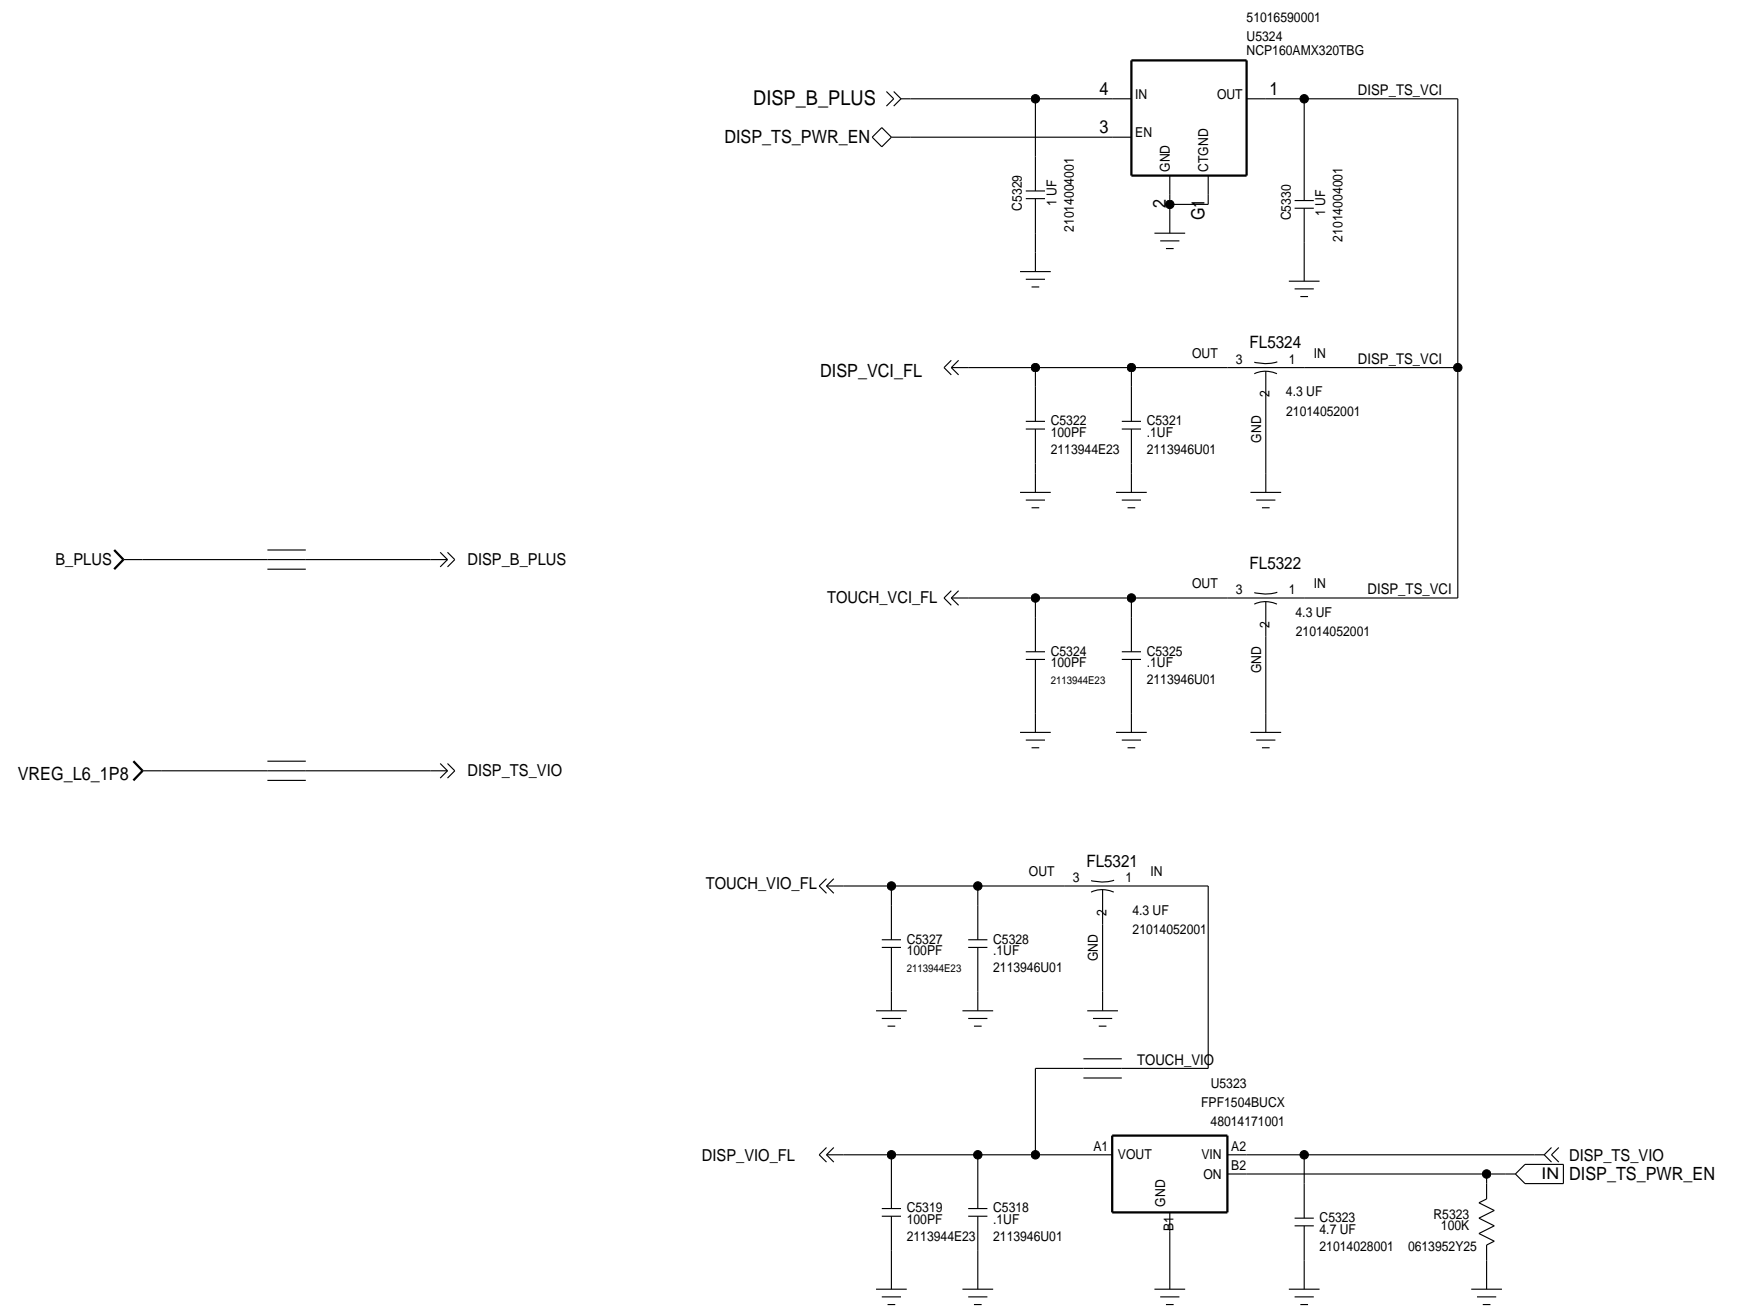 51016590001
U5324
NCP160AMX320TBG
DISP_B_PLUS
4
IN
OUT
1
DISP_TS_VCI
DISP_TS_PWR_EN
3
EN
GND
CTGND
2
G1
C5329
1 UF
21014004001
C5330
1 UF
21014004001
FL5324
OUT
3
1
IN
DISP_TS_VCI
DISP_VCI_FL
2
GND
4.3 UF
21014052001
C5322
100PF
2113944E23
C5321
.1UF
2113946U01
B_PLUS
DISP_B_PLUS
FL5322
OUT
3
1
IN
DISP_TS_VCI
TOUCH_VCI_FL
2
GND
4.3 UF
21014052001
C5324
100PF
2113944E23
C5325
.1UF
2113946U01
VREG_L6_1P8
DISP_TS_VIO
FL5321
OUT
3
1
IN
TOUCH_VIO_FL
2
GND
4.3 UF
21014052001
C5327
100PF
2113944E23
C5328
.1UF
2113946U01
TOUCH_VIO
U5323
FPF1504BUCX
48014171001
DISP_VIO_FL
A1
VOUT
VIN
A2
DISP_TS_VIO
ON
B2
IN
DISP_TS_PWR_EN
GND
B1
C5319
100PF
2113944E23
C5318
.1UF
2113946U01
C5323
4.7 UF
21014028001
R5323
100K
0613952Y25